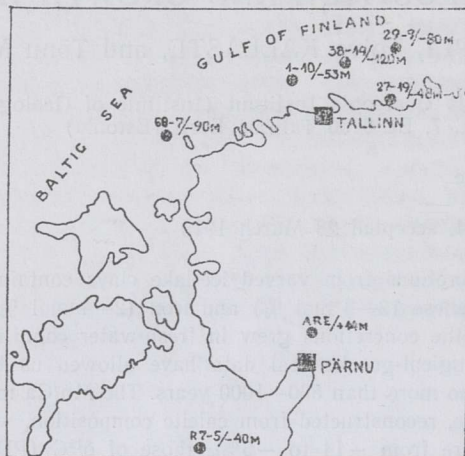 GULF OF FINLAND
29-9/-80M
38-14/-120M
1-10/-53M
27-19/-48M
TALLINN
BALTIC SEA
68-7/-90M
ARE/+4M
PÄRNU
R7-5/-40M